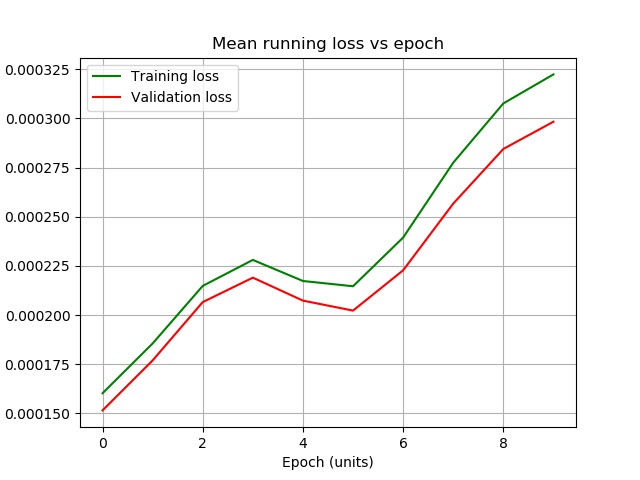 Mean running loss vs epoch
Training loss
Validation loss
0.000325
0.000300
0.000275
0.000250
0.000225
0.000200
0.000175
0.000150
0 2 4 6 8
Epoch (units)